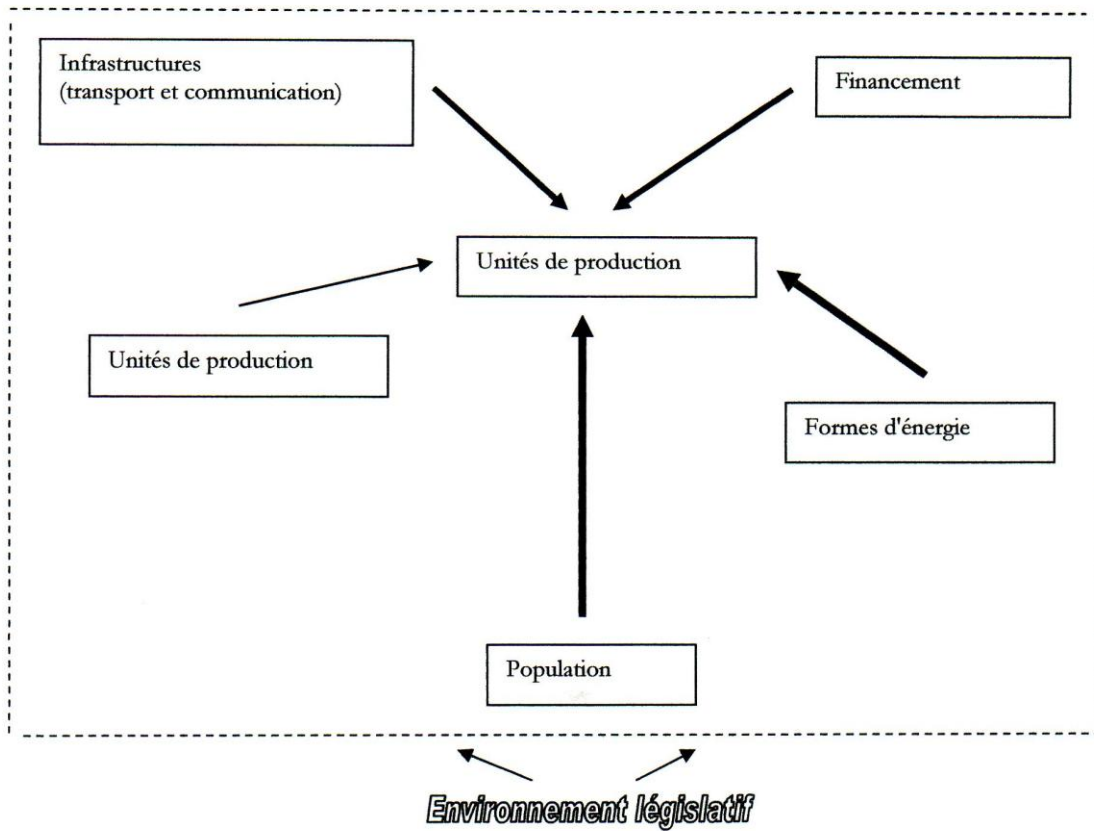 Infrastructures
(transport et communication)
Financement
Unités de production
Unités de production
Formes d'énergie
Population
Environnement législatif